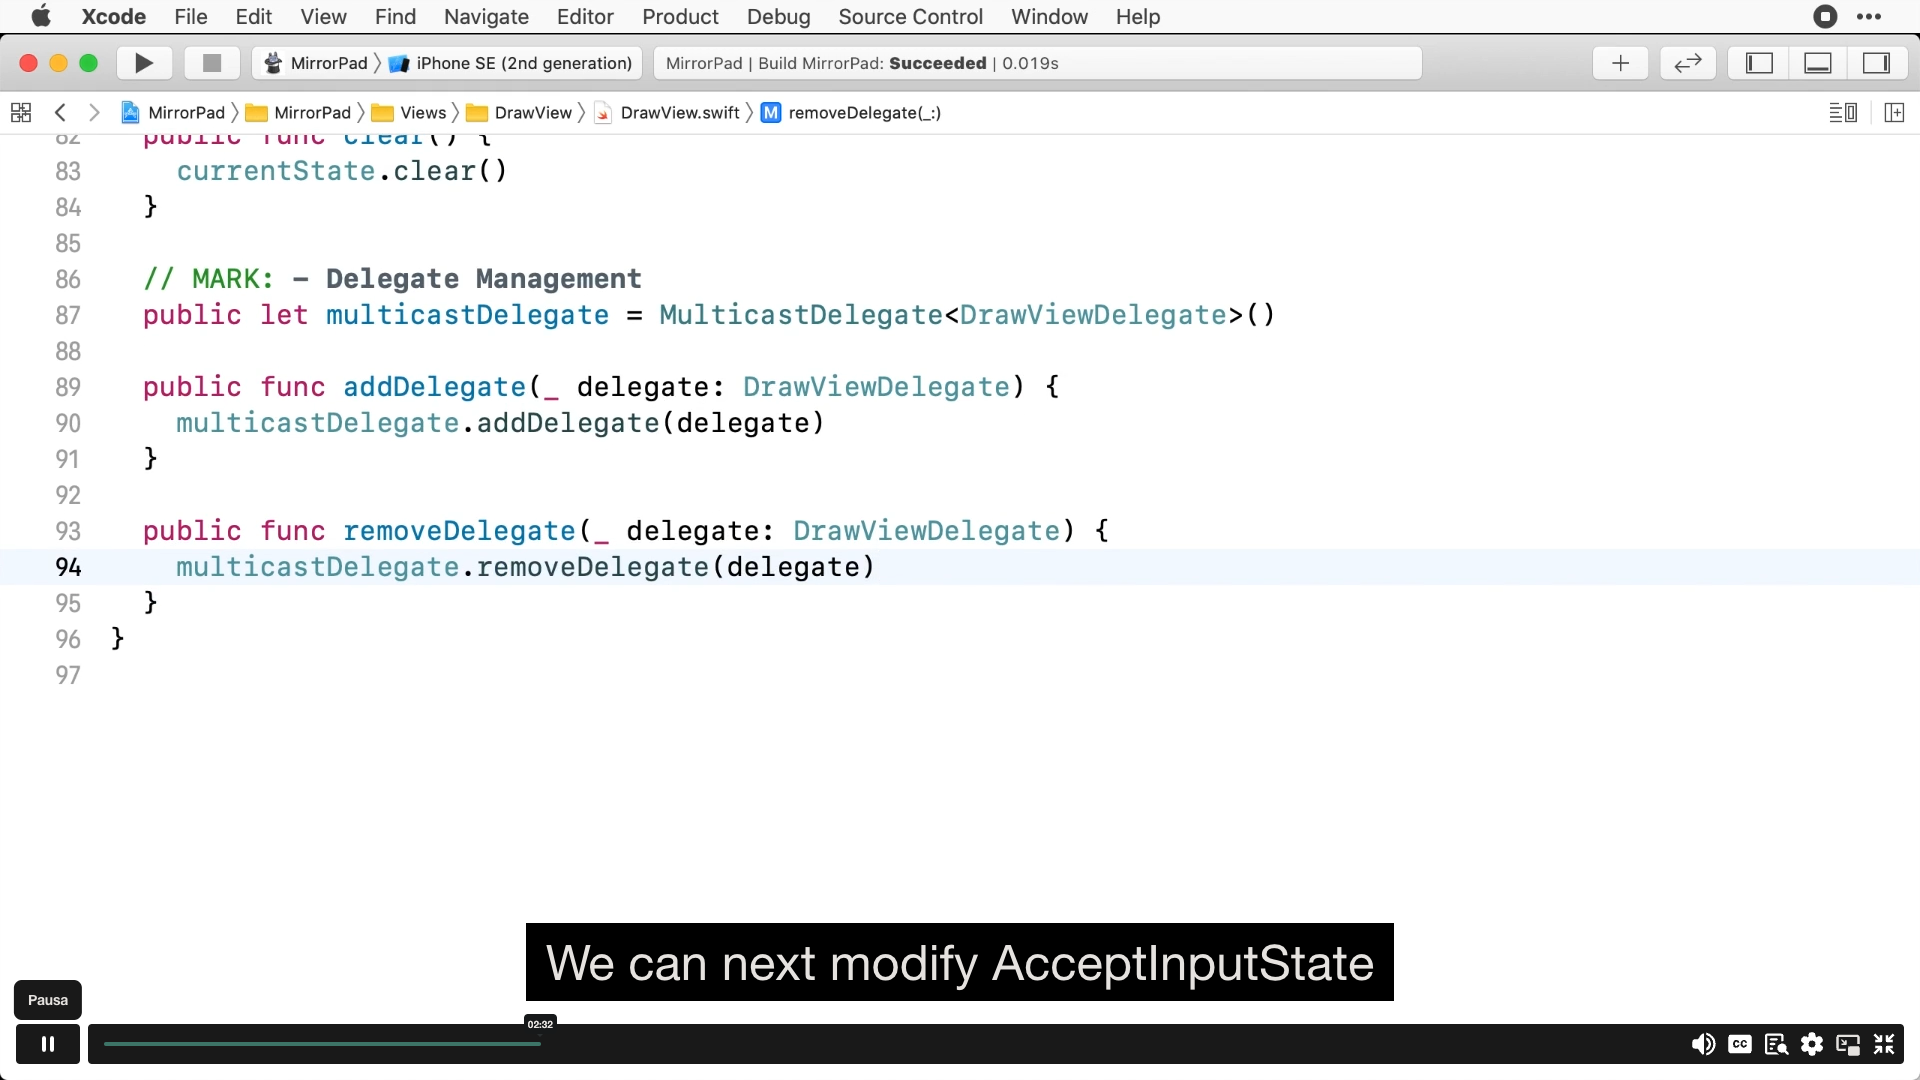 Xcode File Edit View Find Navigate Editor Product Debug Source Control Window Help
MirrorPad iPhone SE (2nd generation) MirrorPad | Build MirrorPad: Succeeded | 0.019s
MirrorPad MirrorPad Views DrawView DrawView.swift M removeDelegate(_:)
82 public func clear() {
83 currentState.clear()
84 }
85
86 // MARK: - Delegate Management
87 public let multicastDelegate = MulticastDelegate<DrawViewDelegate>()
88
89 public func addDelegate(_ delegate: DrawViewDelegate) {
90 multicastDelegate.addDelegate(delegate)
91 }
92
93 public func removeDelegate(_ delegate: DrawViewDelegate) {
94 multicastDelegate.removeDelegate(delegate)
95 }
96 }
97
We can next modify AcceptInputState
Pausa
02:32
CC